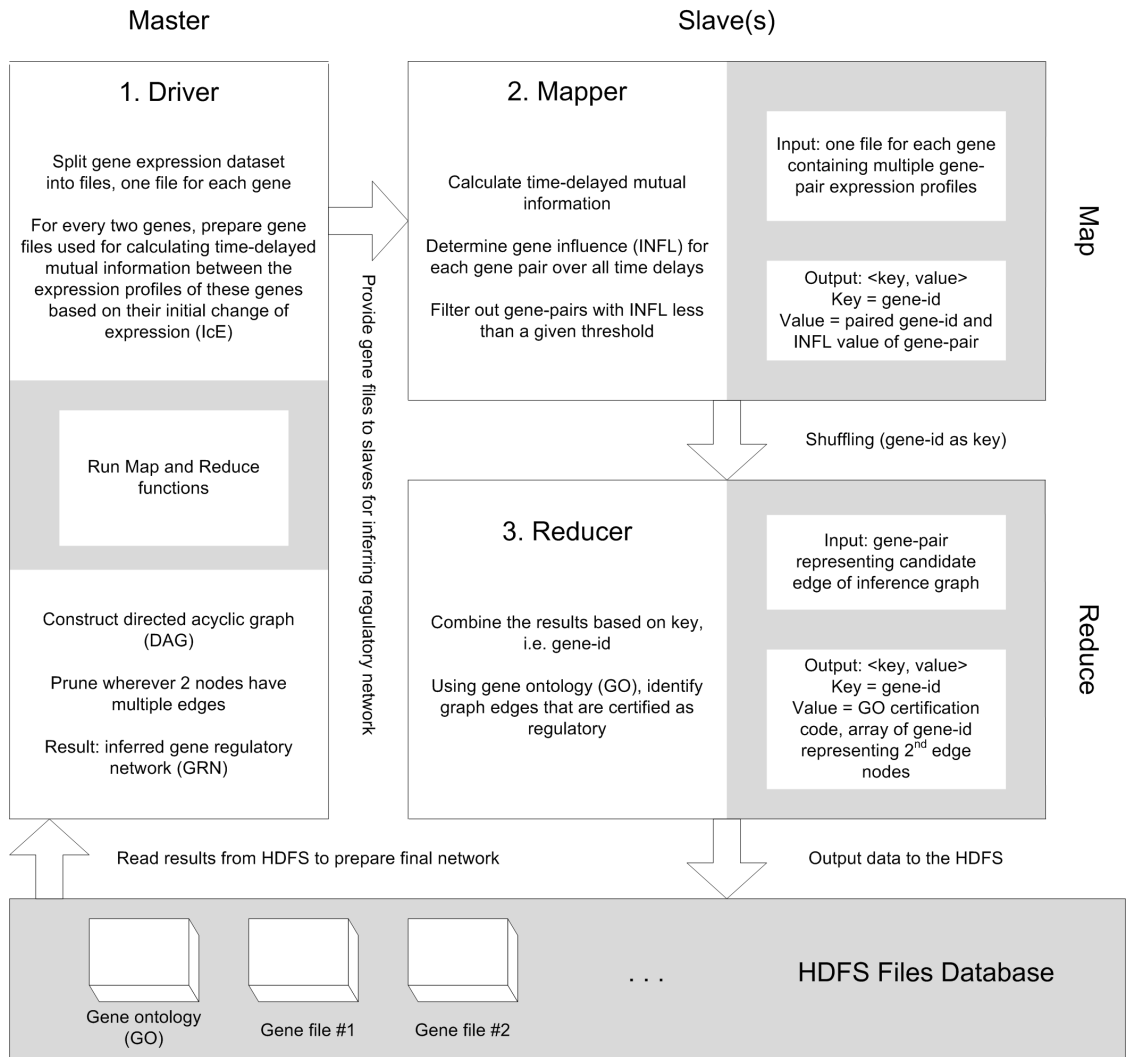 Master
Slave(s)
1. Driver
Split gene expression dataset
into files, one file for each gene
For every two genes, prepare gene
files used for calculating time-delayed
mutual information between the
expression profiles of these genes
based on their initial change of
expression (IcE)
Run Map and Reduce
functions
Construct directed acyclic graph
(DAG)
Prune wherever 2 nodes have
multiple edges
Result: inferred gene regulatory
network (GRN)
Provide gene files to slaves for inferring regulatory network
2. Mapper
Calculate time-delayed mutual
information
Determine gene influence (INFL) for
each gene pair over all time delays
Filter out gene-pairs with INFL less
than a given threshold
Input: one file for each gene
containing multiple gene-
pair expression profiles
Output: <key, value>
Key = gene-id
Value = paired gene-id and
INFL value of gene-pair
Map
Shuffling (gene-id as key)
3. Reducer
Combine the results based on key,
i.e. gene-id
Using gene ontology (GO), identify
graph edges that are certified as
regulatory
Input: gene-pair
representing candidate
edge of inference graph
Output: <key, value>
Key = gene-id
Value = GO certification
code, array of gene-id
representing 2nd edge
nodes
Reduce
Read results from HDFS to prepare final network
Output data to the HDFS
Gene ontology
(GO)
Gene file #1
Gene file #2
. . .
HDFS Files Database